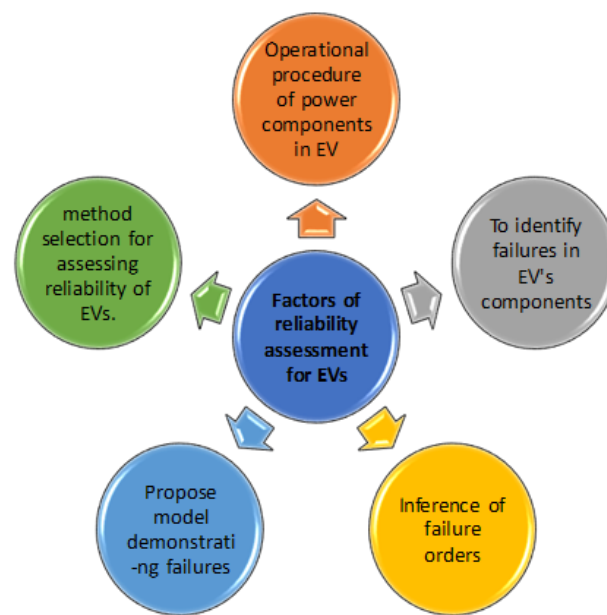 Operational
procedure
of power
components
in EV
method
selection for
assessing
reliability of
EVs.
To identify
failures in
EV's
components
Factors of
reliability
assessment
for EVs
Propose
model
demonstrati
-ng failures
Inference of
failure
orders